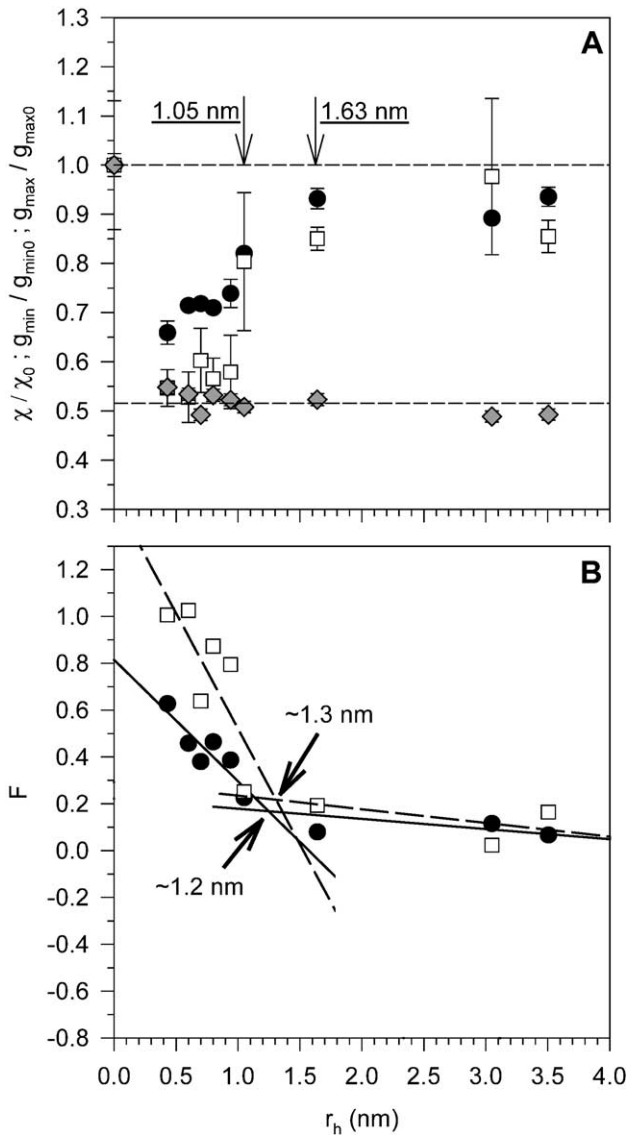 A
1.3
1.2
1.1
1.0
0.9
0.8
0.7
0.6
0.5
0.4
0.3
χ / χ0 ; gmin / gmin0 ; gmax / gmax0
1.05 nm
1.63 nm
B
1.2
1.0
0.8
0.6
0.4
0.2
0.0
-0.2
-0.4
-0.6
-0.8
F
~1.3 nm
~1.2 nm
0.0 0.5 1.0 1.5 2.0 2.5 3.0 3.5 4.0
rh (nm)